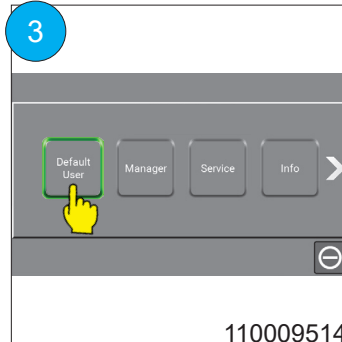 3
Default
User
Manager
Service
Info
110009514